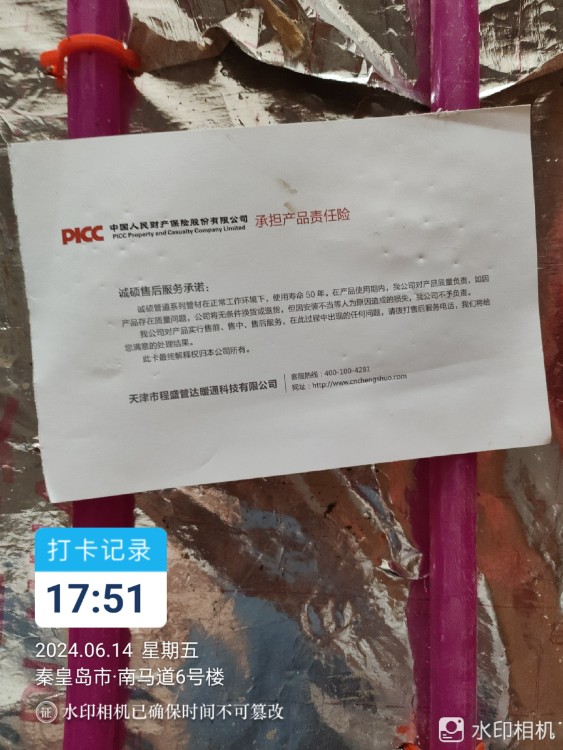 PICC 中国人民财产保险股份有限公司 承担产品责任险
PICC Property and Casualty Company Limited
诚硕售后服务承诺：
诚硕管道系列管材在正常工作环境下，使用寿命50年。在产品使用期内，我公司对产品质量负责，如因
产品存在质量问题，公司将无条件换货或退货，但因安装不当等人为因造成的损失，我公司不予负责。
我公司对产品实行售前、售中、售后服务，在此过程中出现的任何问题，请拨打售后服务电话，我们将给
您满意的处理结果。
此卡最终解释权归本公司所有。
天津市程盛管达暖通科技有限公司
客服热线：400-100-4283
网址：http://www.cnchengshuo.com
打卡记录
17:51
2024.06.14 星期五
秦皇岛市·南马道6号楼
证 水印相机已确保时间不可篡改
水印相机